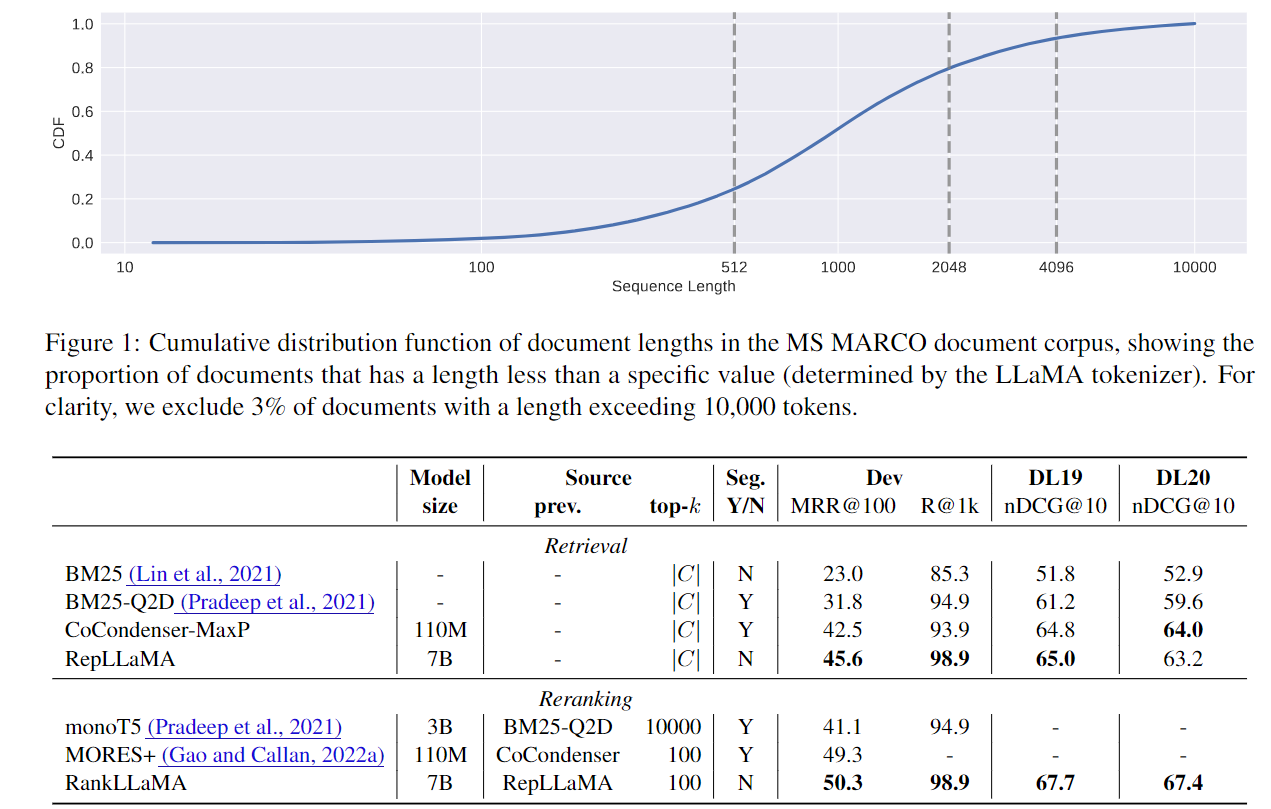 1.0
0.8
0.6
0.4
0.2
0.0
CDF
10 100 512 1000 2048 4096 10000
Sequence Length
Figure 1: Cumulative distribution function of document lengths in the MS MARCO document corpus, showing the
proportion of documents that has a length less than a specific value (determined by the LLaMA tokenizer). For
clarity, we exclude 3% of documents with a length exceeding 10,000 tokens.
Model Source Seg. Dev DL19 DL20
size prev. top-k Y/N MRR@100 R@1k nDCG@10 nDCG@10
Retrieval
BM25 (Lin et al., 2021) - - |C| N 23.0 85.3 51.8 52.9
BM25-Q2D (Pradeep et al., 2021) - - |C| Y 31.8 94.9 61.2 59.6
CoCondenser-MaxP 110M - |C| Y 42.5 93.9 64.8 64.0
RepLLaMA 7B - |C| N 45.6 98.9 65.0 63.2
Reranking
monoT5 (Pradeep et al., 2021) 3B BM25-Q2D 10000 Y 41.1 94.9 - -
MORES+ (Gao and Callan, 2022a) 110M CoCondenser 100 Y 49.3 - - -
RankLLaMA 7B RepLLaMA 100 N 50.3 98.9 67.7 67.4